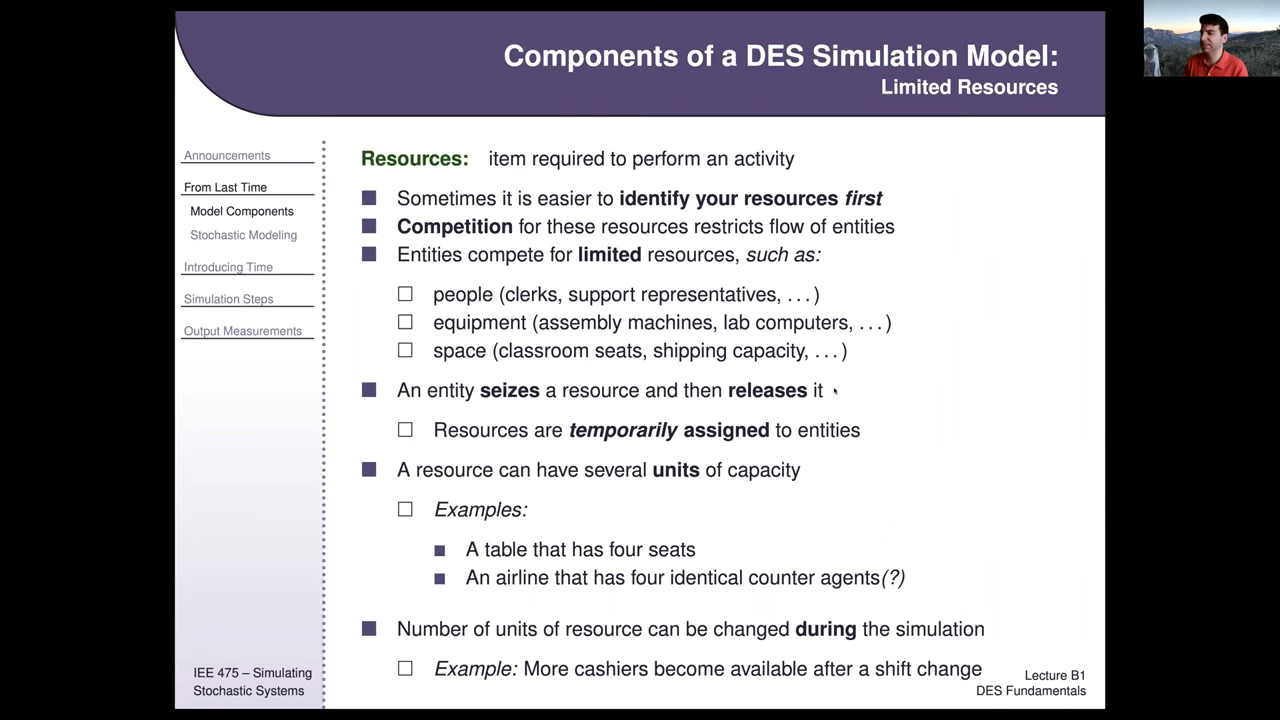 Components of a DES Simulation Model:
Limited Resources
Announcements
From Last Time
Model Components
Stochastic Modeling
Introducing Time
Simulation Steps
Output Measurements
Resources: item required to perform an activity
Sometimes it is easier to identify your resources first
Competition for these resources restricts flow of entities
Entities compete for limited resources, such as:
people (clerks, support representatives, . . . )
equipment (assembly machines, lab computers, . . . )
space (classroom seats, shipping capacity, . . . )
An entity seizes a resource and then releases it
Resources are temporarily assigned to entities
A resource can have several units of capacity
Examples:
A table that has four seats
An airline that has four identical counter agents(?)
Number of units of resource can be changed during the simulation
Example: More cashiers become available after a shift change
IEE 475 – Simulating
Stochastic Systems
Lecture B1
DES Fundamentals